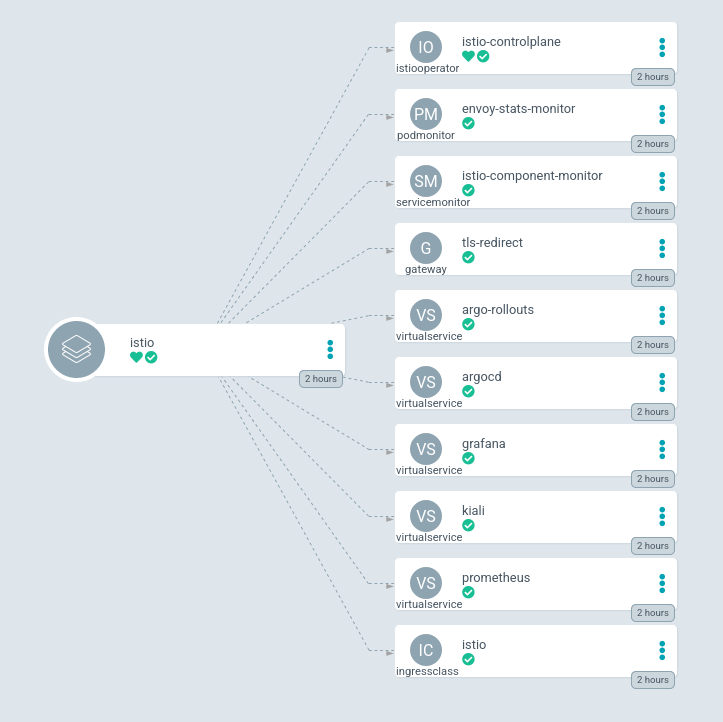 IO
istio-controlplane
istiooperator
2 hours
PM
envoy-stats-monitor
podmonitor
2 hours
SM
istio-component-monitor
servicemonitor
2 hours
G
tls-redirect
gateway
2 hours
VS
argo-rollouts
virtualservice
2 hours
istio
2 hours
VS
argocd
virtualservice
2 hours
VS
grafana
virtualservice
2 hours
VS
kiali
virtualservice
2 hours
VS
prometheus
virtualservice
2 hours
IC
istio
ingressclass
2 hours